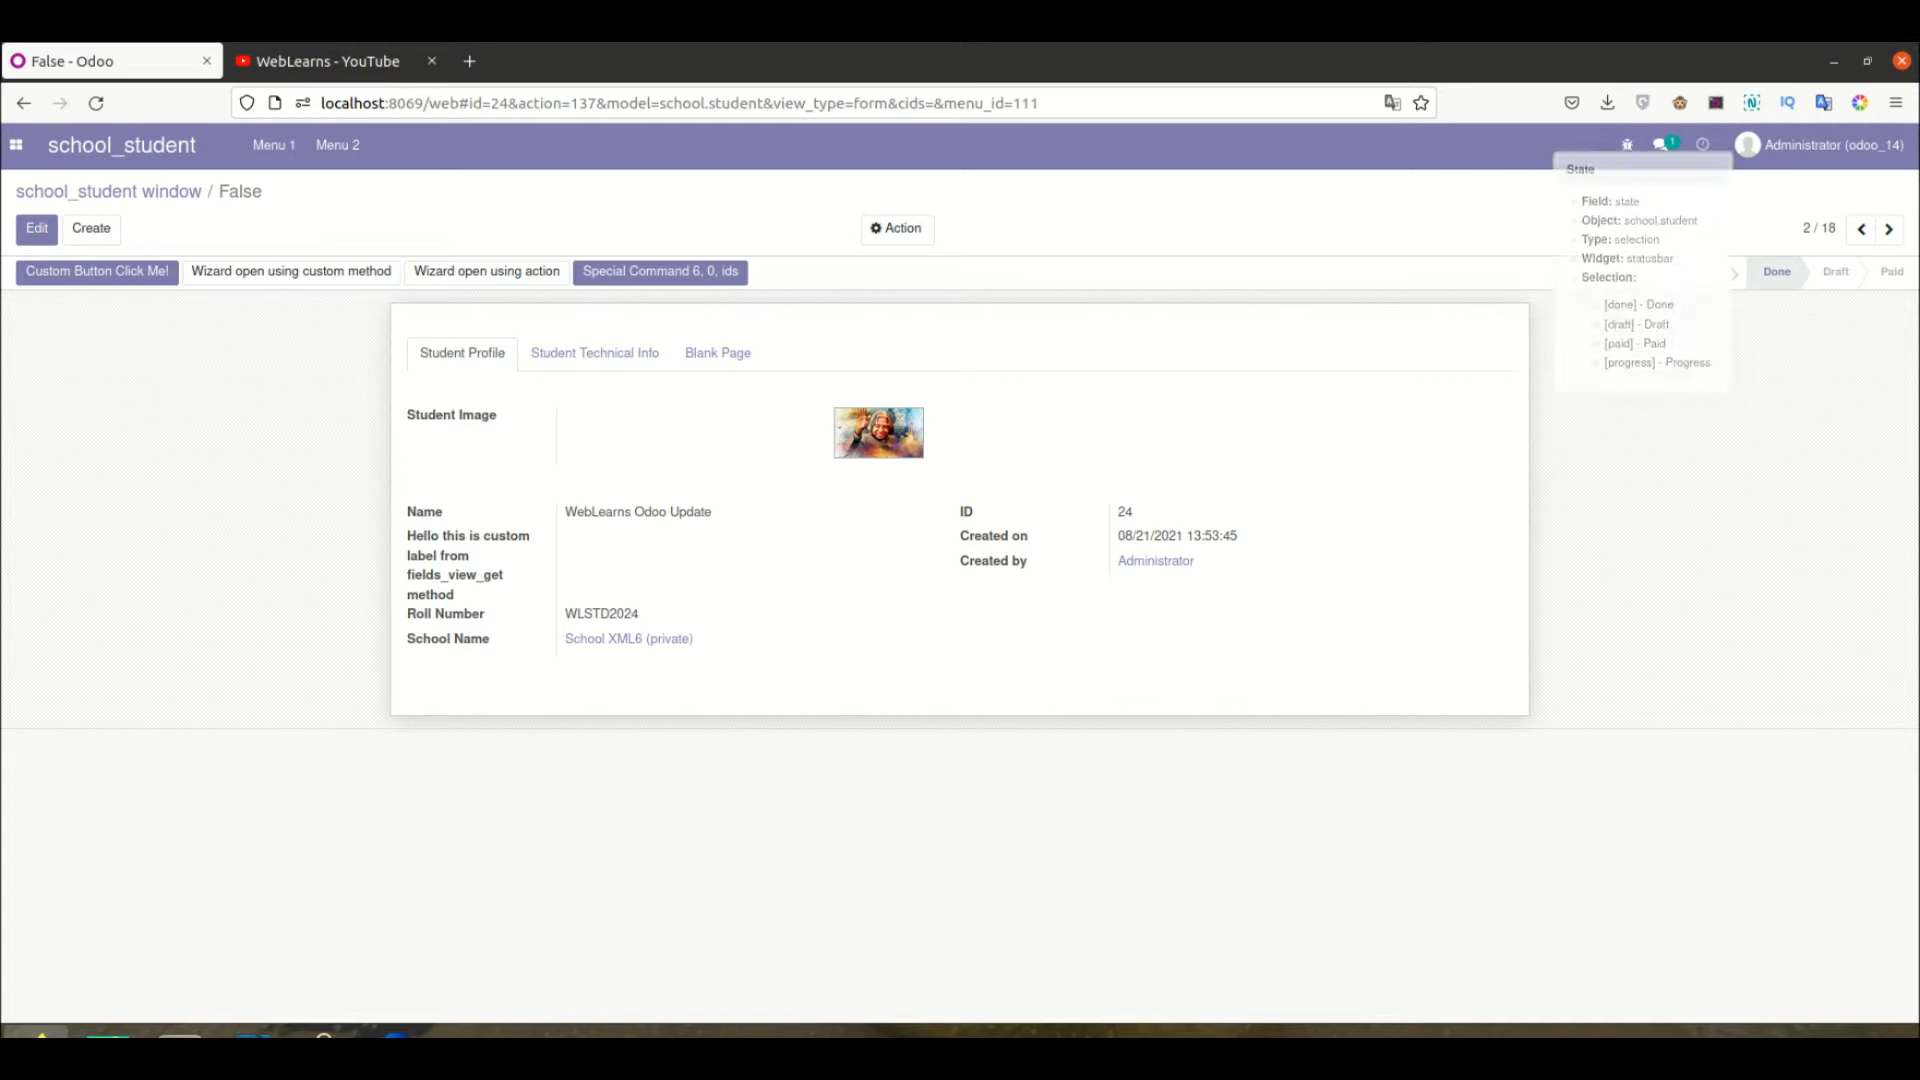 False - Odoo
WebLearns - YouTube
localhost:8069/web#id=24&action=137&model=school.student&view_type=form&cids=&menu_id=111
IQ
school_student
Menu 1
Menu 2
1
Administrator (odoo_14)
school_student window / False
State
Field: state
Object: school.student
Type: selection
Widget: statusbar
Selection:
[done] - Done
[draft] - Draft
[paid] - Paid
[progress] - Progress
Edit
Create
Action
2 / 18
Custom Button Click Me!
Wizard open using custom method
Wizard open using action
Special Command 6, 0, ids
Done
Draft
Paid
Student Profile
Student Technical Info
Blank Page
Student Image
Name
WebLearns Odoo Update
Hello this is custom
label from
fields_view_get
method
Roll Number
WLSTD2024
School Name
School XML6 (private)
ID
24
Created on
08/21/2021 13:53:45
Created by
Administrator